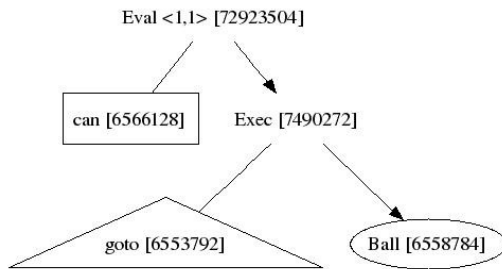 Eval <1,1> [72923504]
can [6566128]
Exec [7490272]
goto [6553792]
Ball [6558784]